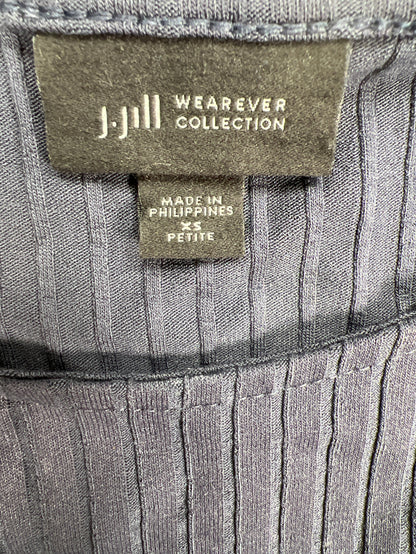 J.Jill WEAREVER
COLLECTION
MADE IN
PHILIPPINES
XS
PETITE